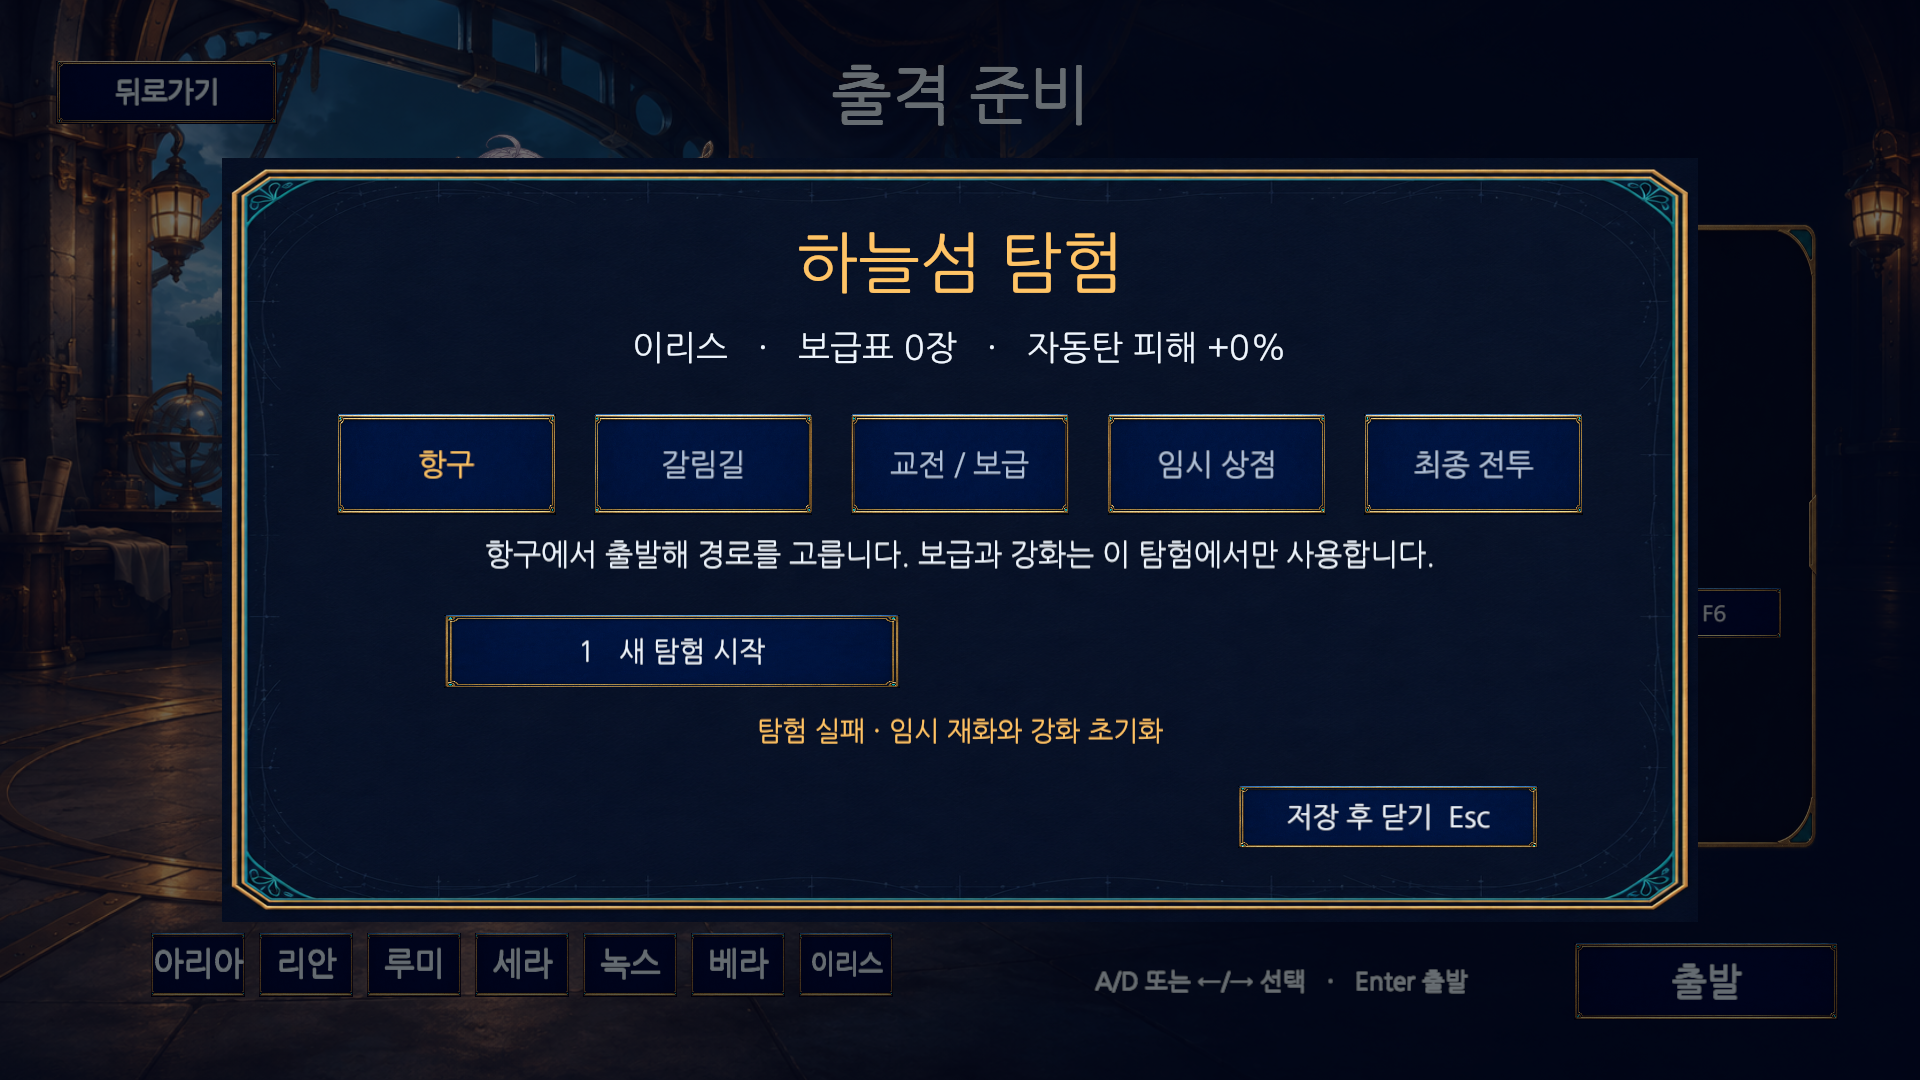 뒤로가기
출격 준비
하늘섬 탐험
이리스 · 보급표 0장 · 자동탄 피해 +0%
항구
갈림길
교전 / 보급
임시 상점
최종 전투
항구에서 출발해 경로를 고릅니다. 보급과 강화는 이 탐험에서만 사용합니다.
F6
1 새 탐험 시작
탐험 실패 · 임시 재화와 강화 초기화
저장 후 닫기 Esc
아리아
리안
루미
세라
녹스
베라
이리스
A/D 또는 ←/→ 선택 · Enter 출발
출발